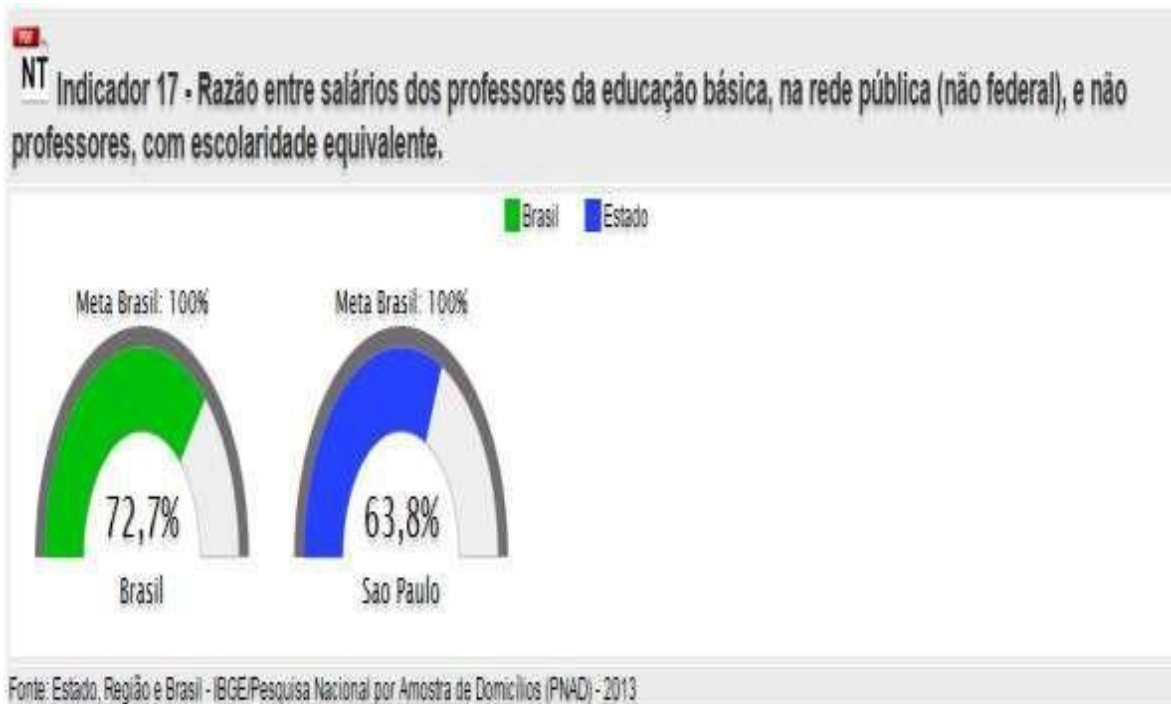 PDF
NT Indicador 17 - Razão entre salários dos professores da educação básica, na rede pública (não federal), e não
professores, com escolaridade equivalente.
Brasil Estado
Meta Brasil: 100% Meta Brasil: 100%
72,7% 63,8%
Brasil Sao Paulo
Fonte: Estado, Região e Brasil - IBGE/Pesquisa Nacional por Amostra de Domicílios (PNAD) - 2013